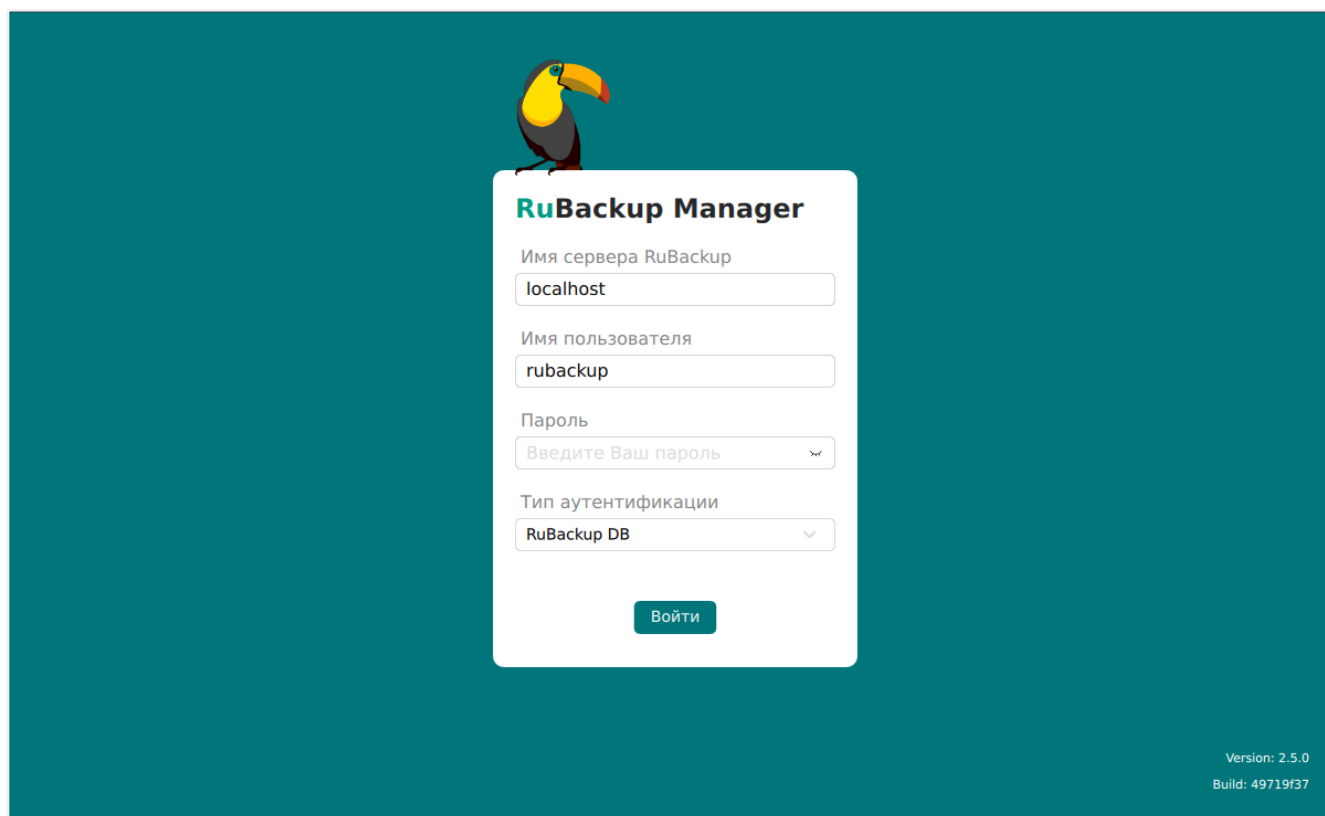 RuBackup Manager
Имя сервера RuBackup
localhost
Имя пользователя
rubackup
Пароль
Введите Ваш пароль
Тип аутентификации
RuBackup DB
Войти
Version: 2.5.0
Build: 49719f37